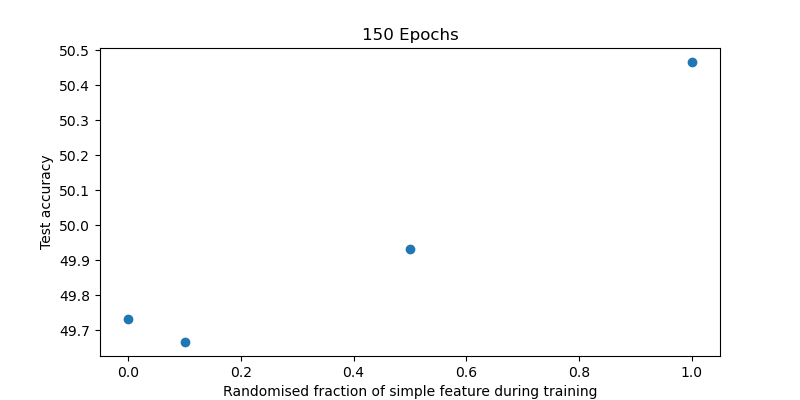 150 Epochs
50.5
50.4
50.3
50.2
50.1
50.0
49.9
49.8
49.7
Test accuracy
0.0 0.2 0.4 0.6 0.8 1.0
Randomised fraction of simple feature during training